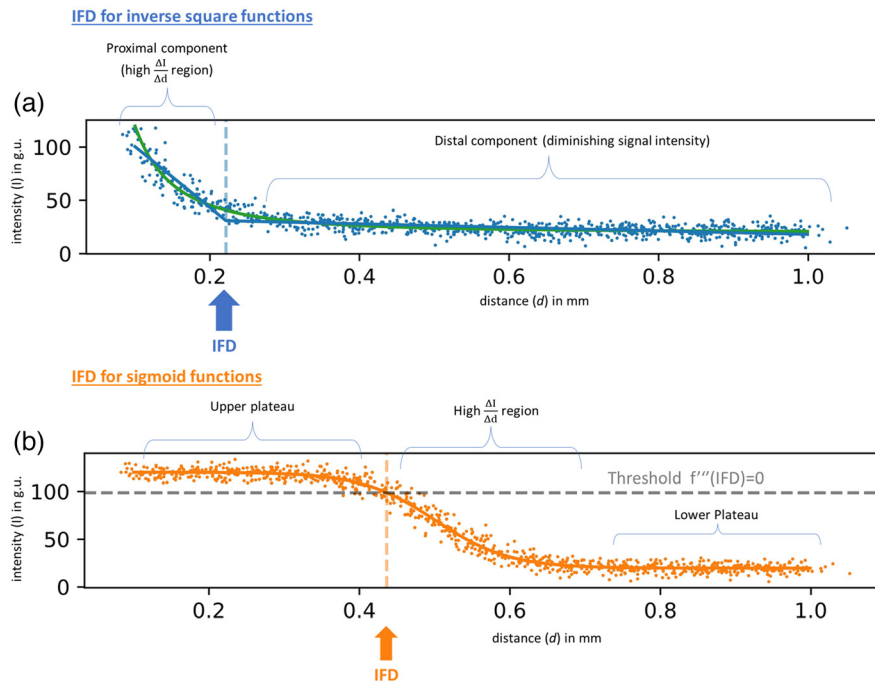 IFD for inverse square functions
Proximal component
(high ΔI/Δd region)
(a)
Distal component (diminishing signal intensity)
intensity (I) in g.u.
100
50
0
0.2
0.4
0.6
0.8
1.0
distance (d) in mm
IFD
IFD for sigmoid functions
Upper plateau
High ΔI/Δd region
(b)
Threshold f'''(IFD)=0
Lower Plateau
intensity (I) in g.u.
100
50
0
0.2
0.4
0.6
0.8
1.0
distance (d) in mm
IFD